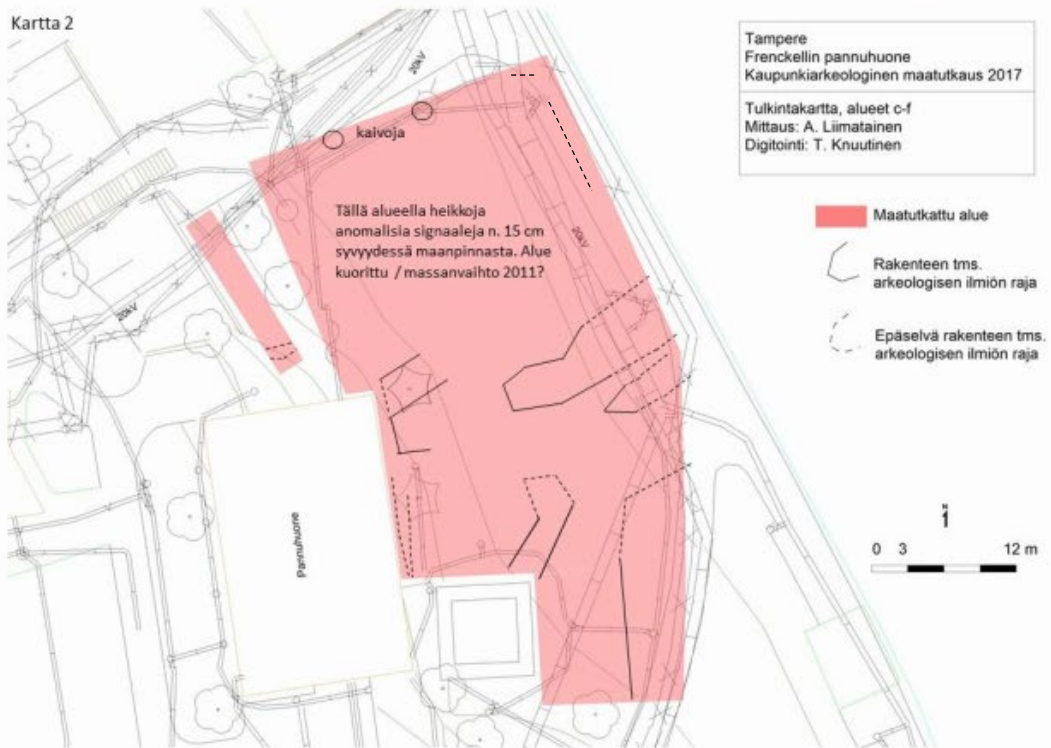 Kartta 2
Tampere
Frenckellin pannuhuone
Kaupunkiarkeologinen maatutkaus 2017
Tulkintakartta, alueet c-f
Mittaus: A. Liimatainen
Digitointi: T. Knuutinen
20kV
kaivoja
Tällä alueella heikkoja
anomalisia signaaleja n. 15 cm
syvyydessä maanpinnasta. Alue
kuorittu / massanvaihto 2011?
20kV
20kV
Maatutkattu alue
Rakenteen tms.
arkeologisen ilmiön raja
Epäselvä rakenteen tms.
arkeologisen ilmiön raja
Pannuhuone
N
0 3 12 m